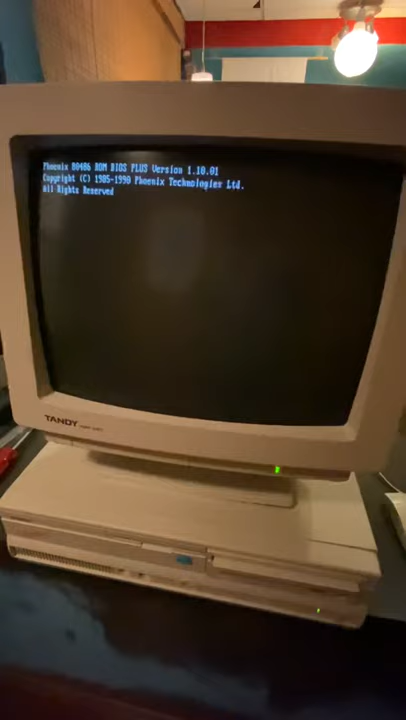 Phoenix 80486 ROM BIOS PLUS Version 1.10.01
Copyright (C) 1985-1990 Phoenix Technologies Ltd.
All Rights Reserved
TANDY